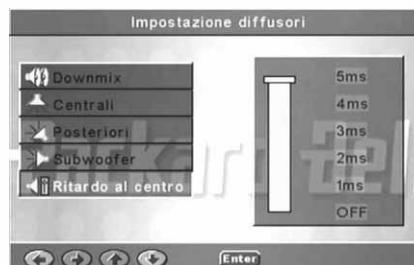 Impostazione diffusori
Downmix
Centrali
Posteriori
Subwoofer
Ritardo al centro
5ms
4ms
3ms
2ms
1ms
OFF
Enter